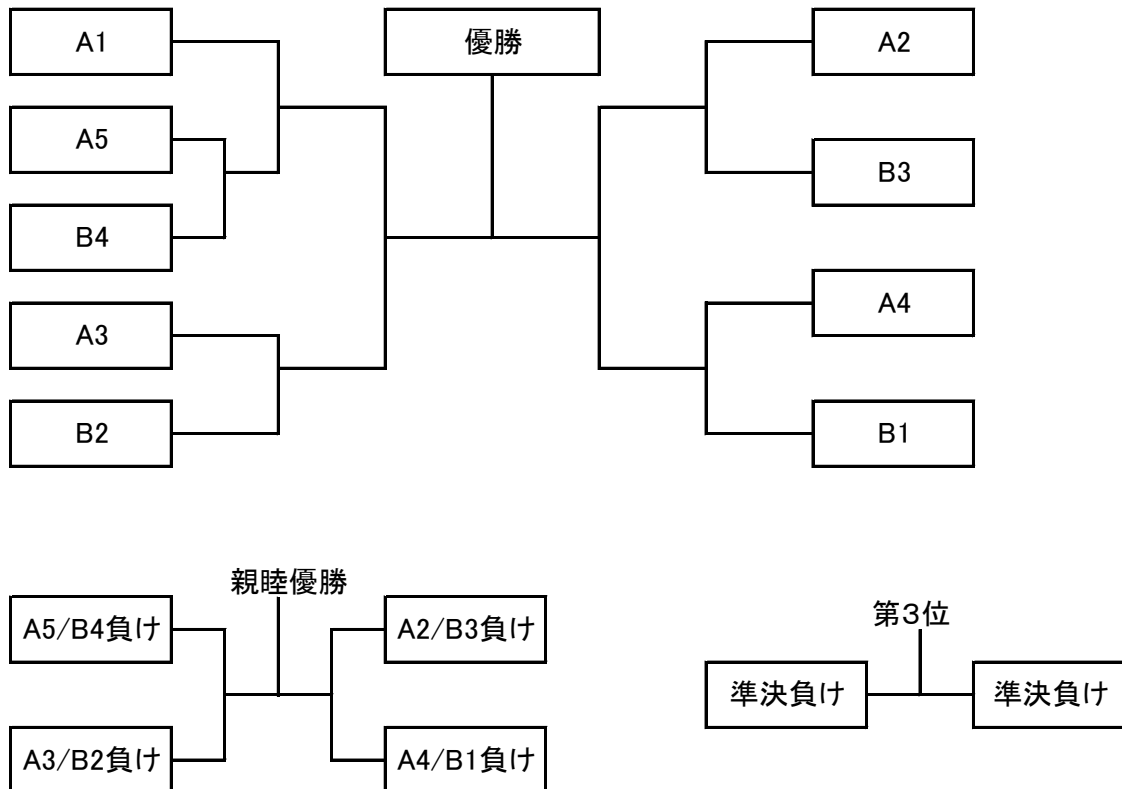 A1
優勝
A2
A5
B3
B4
A4
A3
B2
B1
親睦優勝
A5/B4負け
A2/B3負け
第3位
準決負け
準決負け
A3/B2負け
A4/B1負け